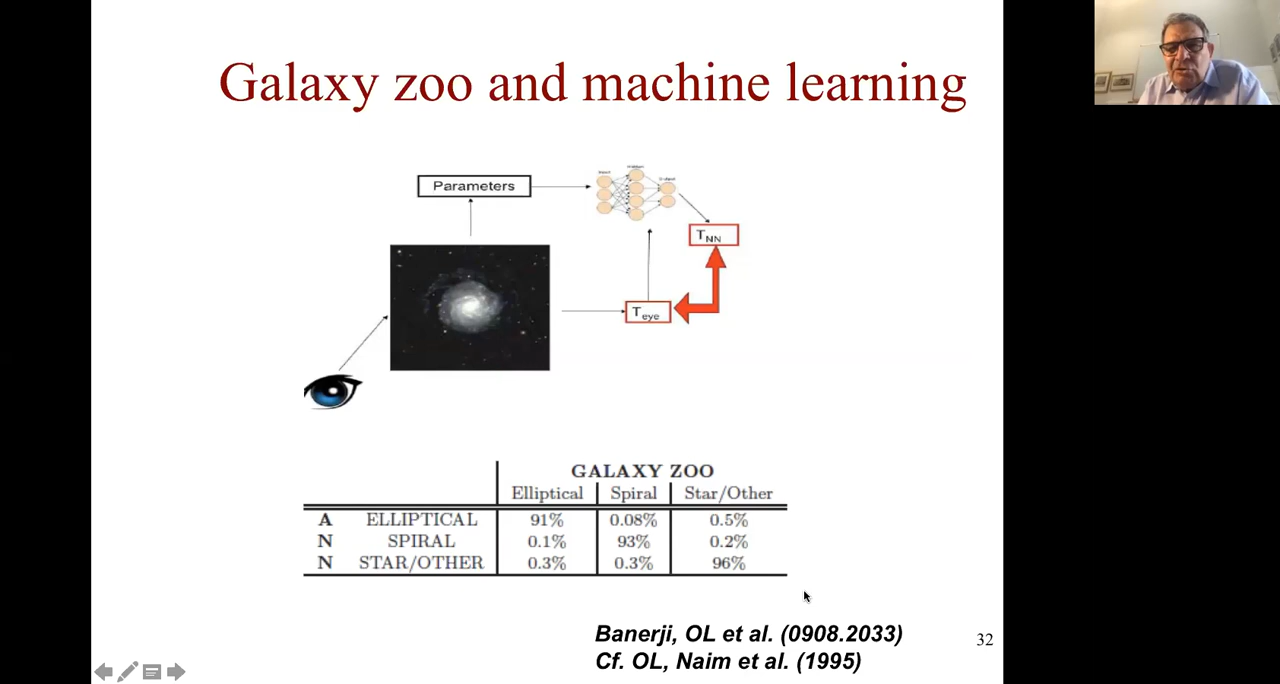 Galaxy zoo and machine learning
Parameters
T_NN
T_eye
GALAXY ZOO
Elliptical Spiral Star/Other
A ELLIPTICAL 91% 0.08% 0.5%
N SPIRAL 0.1% 93% 0.2%
N STAR/OTHER 0.3% 0.3% 96%
Banerji, OL et al. (0908.2033)
32
Cf. OL, Naim et al. (1995)